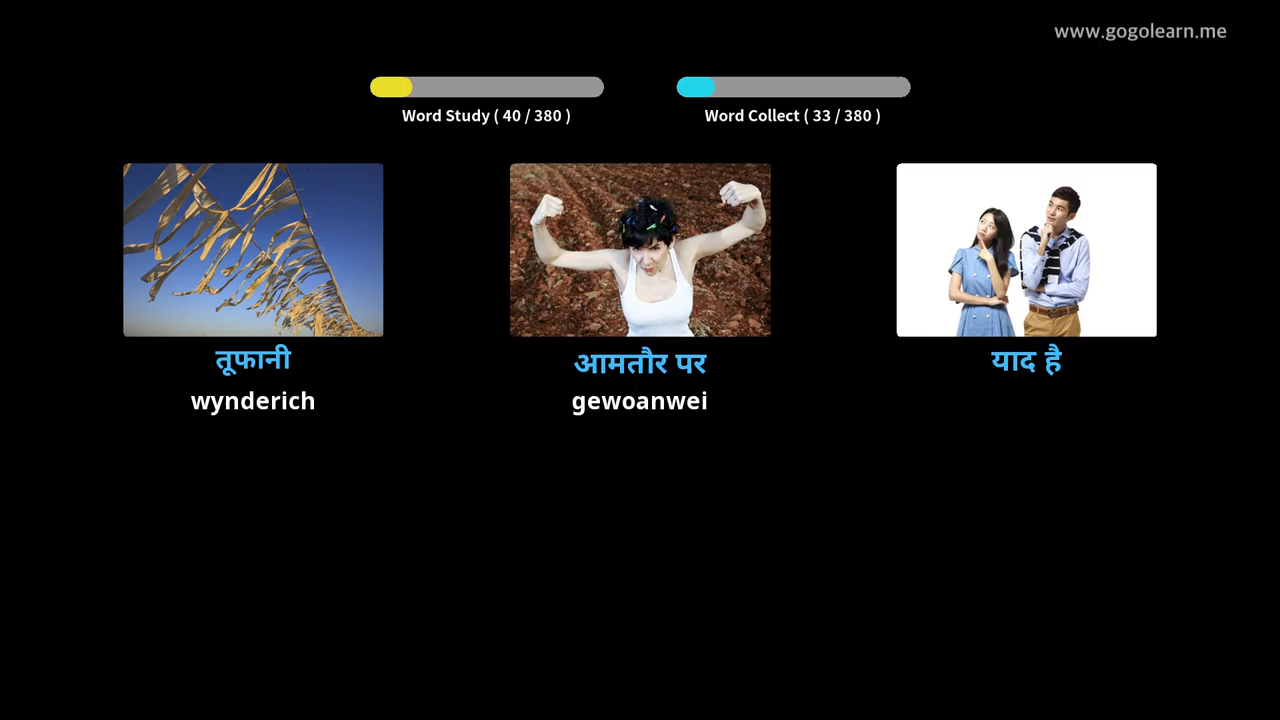 www.gogolearn.me
Word Study ( 40 / 380 )
Word Collect ( 33 / 380 )
तूफानी
आमतौर पर
याद है
wynderich
gewoanwei